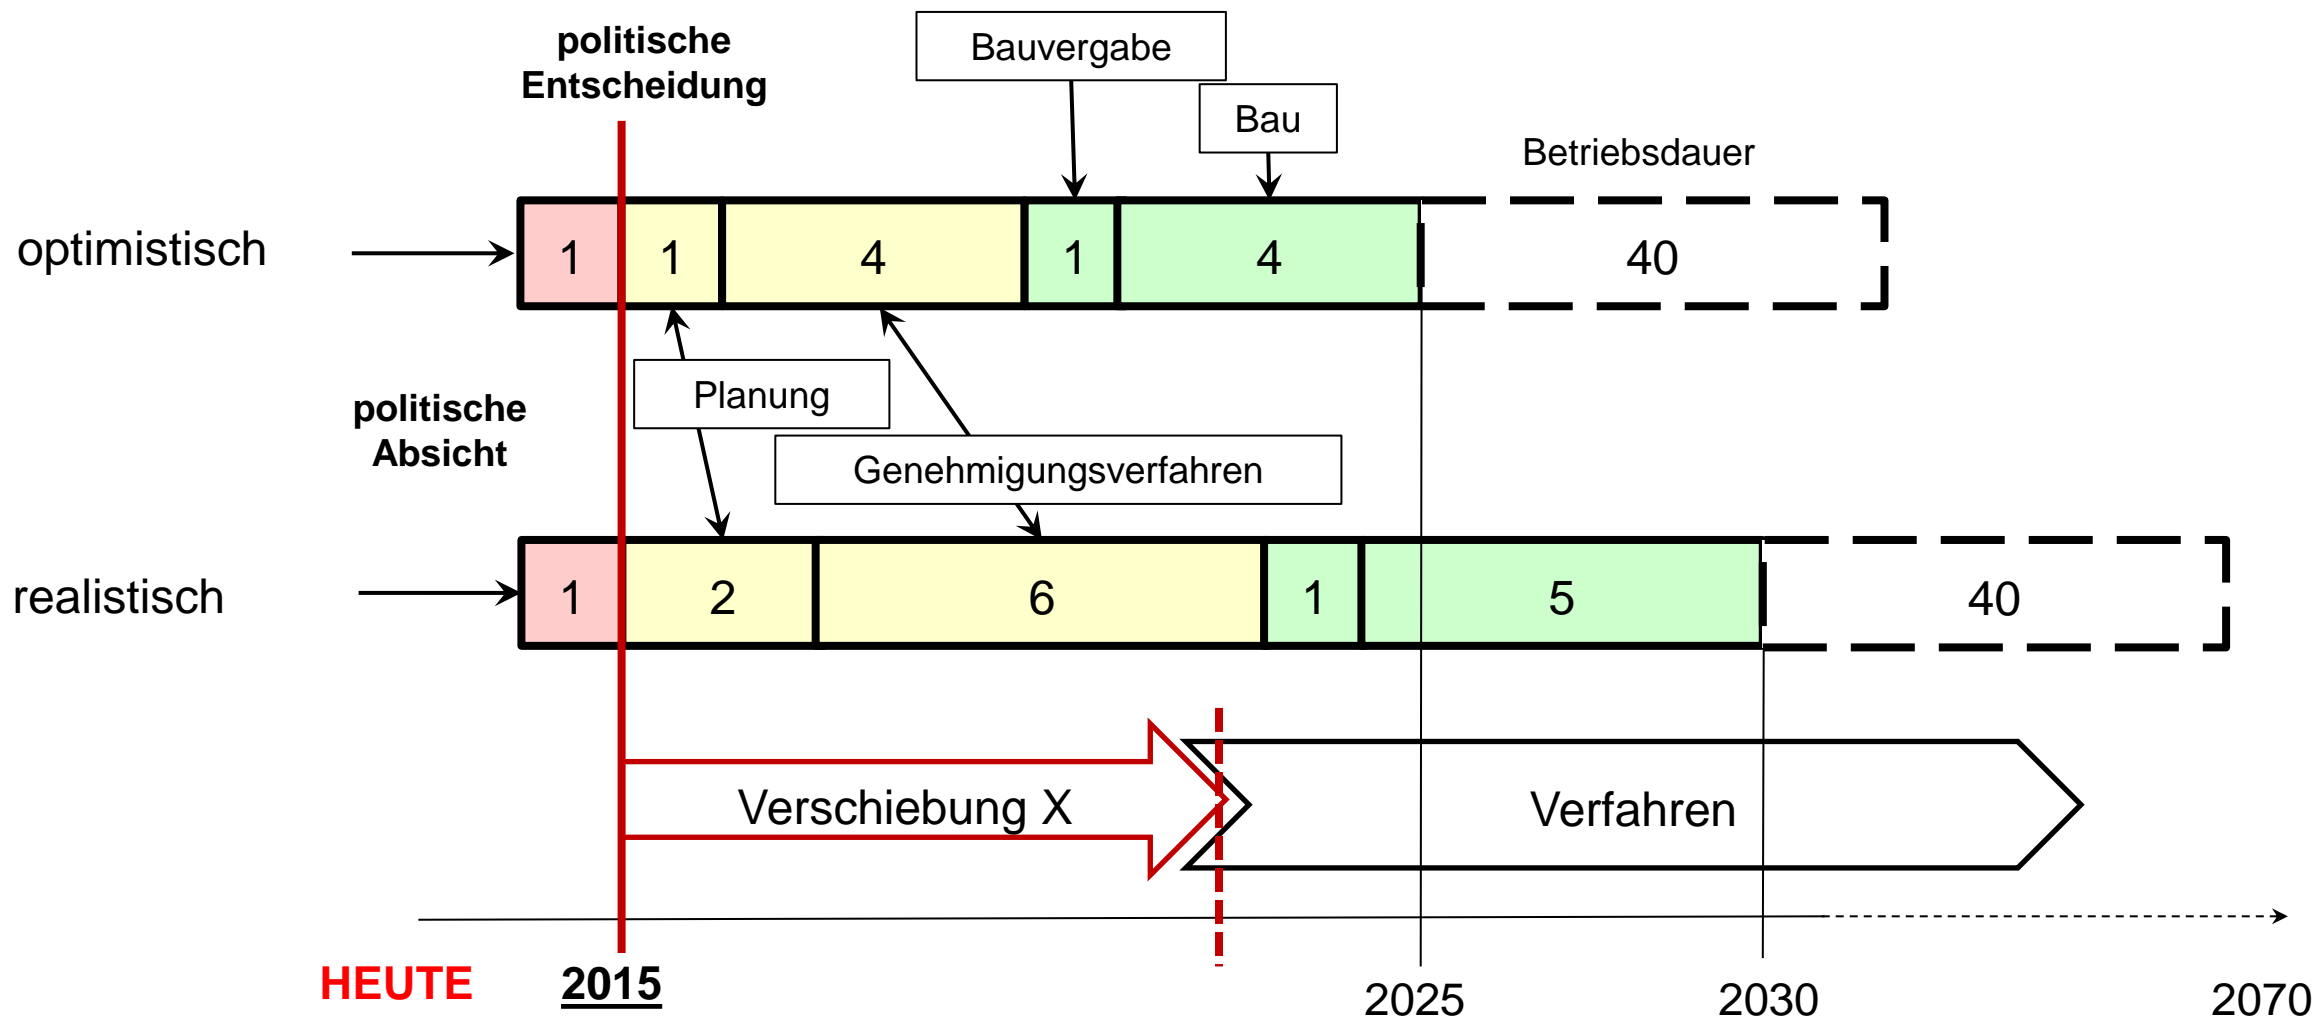 politische
Entscheidung
Bauvergabe
Bau
Betriebsdauer
optimistisch
1
1
4
1
4
40
Planung
politische
Absicht
Genehmigungsverfahren
realistisch
1
2
6
1
5
40
Verschiebung X
Verfahren
HEUTE
2015
2025
2030
2070